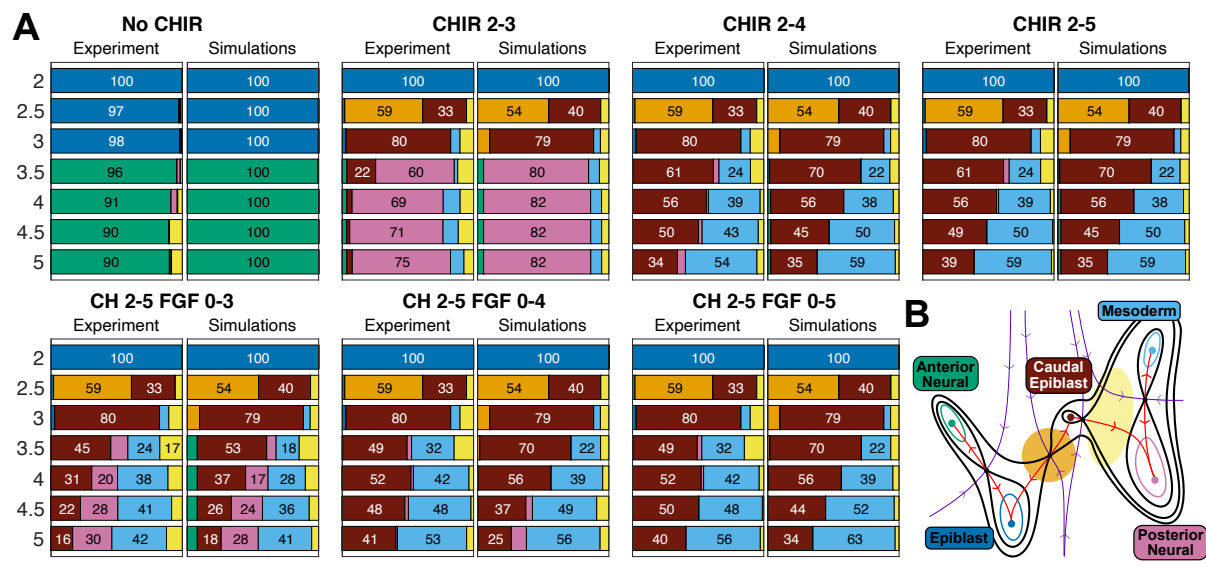 A
No CHIR CHIR 2-3 CHIR 2-4 CHIR 2-5
Experiment Simulations Experiment Simulations Experiment Simulations Experiment Simulations
2 100 100 100 100 100
2.5 97 100 59 33 54 40 59 33 54 40 59 33 54 40
3 98 100 80 79 80 79 80 79
3.5 96 100 22 60 80 61 24 70 22 61 24 70 22
4 91 100 69 82 56 39 56 38 56 39 56 38
4.5 90 100 71 82 50 43 45 50 49 50 45 50
5 90 100 75 82 34 54 35 59 39 59 35 59
CH 2-5 FGF 0-3 CH 2-5 FGF 0-4 CH 2-5 FGF 0-5
Experiment Simulations Experiment Simulations Experiment Simulations
2 100 100 100
2.5 59 33 54 40 59 33 54 40 59 33 54 40
3 80 79 80 79 80 79
3.5 45 24 17 53 18 49 32 70 22 49 32 70 22
4 31 20 38 37 17 28 52 42 56 39 52 42 56 39
4.5 22 28 41 26 24 36 48 48 37 49 50 48 44 52
5 16 30 42 18 28 41 41 53 25 56 40 56 34 63
B
Mesoderm
Anterior
Neural
Caudal
Epiblast
Epiblast
Posterior
Neural